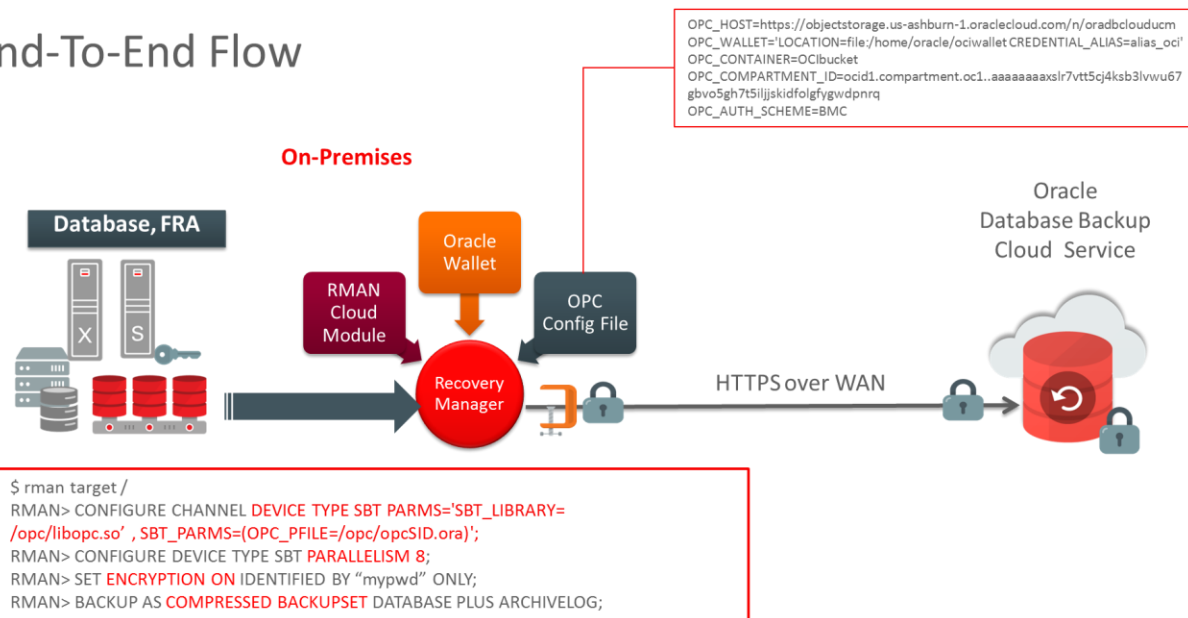 nd-To-End Flow
OPC_HOST=https://objectstorage.us-ashburn-1.oraclecloud.com/n/oradbclouducm
OPC_WALLET='LOCATION=file:/home/oracle/ociwallet CREDENTIAL_ALIAS=alias_oci'
OPC_CONTAINER=OCIbucket
OPC_COMPARTMENT_ID=ocid1.compartment.oc1..aaaaaaaaxslr7vtt5cj4ksb3lvwu67
gbvo5gh7t5iljjskidfolgfygwdpnrq
OPC_AUTH_SCHEME=BMC
On-Premises
Database, FRA
X
S
RMAN
Cloud
Module
Oracle
Wallet
OPC
Config File
Recovery
Manager
HTTPS over WAN
Oracle
Database Backup
Cloud Service
$ rman target /
RMAN> CONFIGURE CHANNEL DEVICE TYPE SBT PARMS='SBT_LIBRARY=
/opc/libopc.so’ , SBT_PARMS=(OPC_PFILE=/opc/opcSID.ora)';
RMAN> CONFIGURE DEVICE TYPE SBT PARALLELISM 8;
RMAN> SET ENCRYPTION ON IDENTIFIED BY “mypwd” ONLY;
RMAN> BACKUP AS COMPRESSED BACKUPSET DATABASE PLUS ARCHIVELOG;